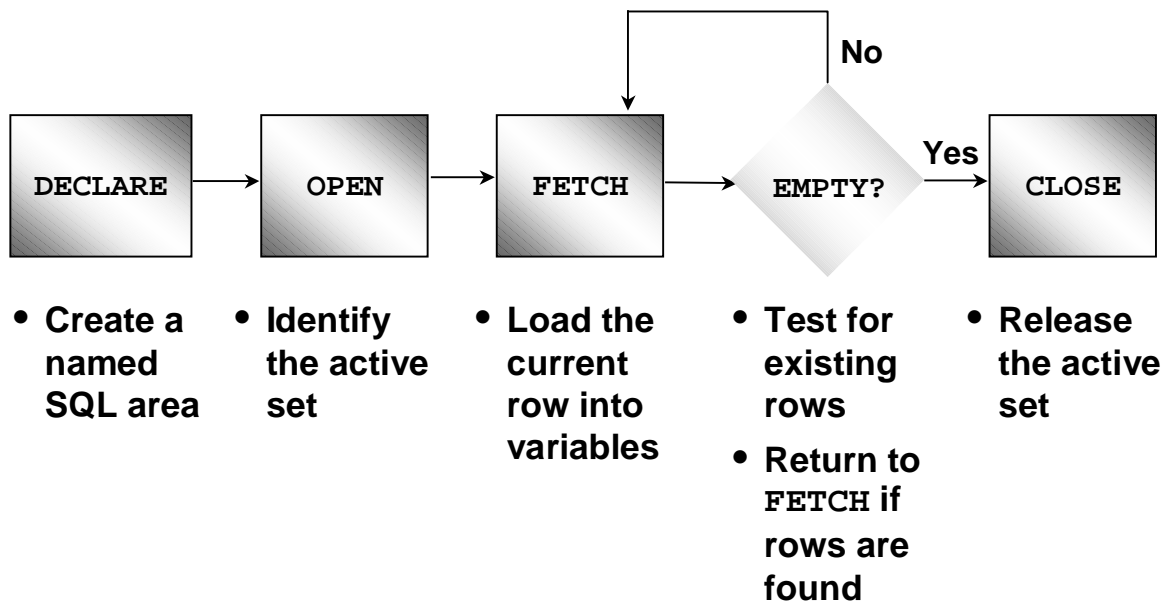 No
DECLARE
OPEN
FETCH
EMPTY?
Yes
CLOSE
• Create a
named
SQL area
• Identify
the active
set
• Load the
current
row into
variables
• Test for
existing
rows
• Return to
FETCH if
rows are
found
• Release
the active
set